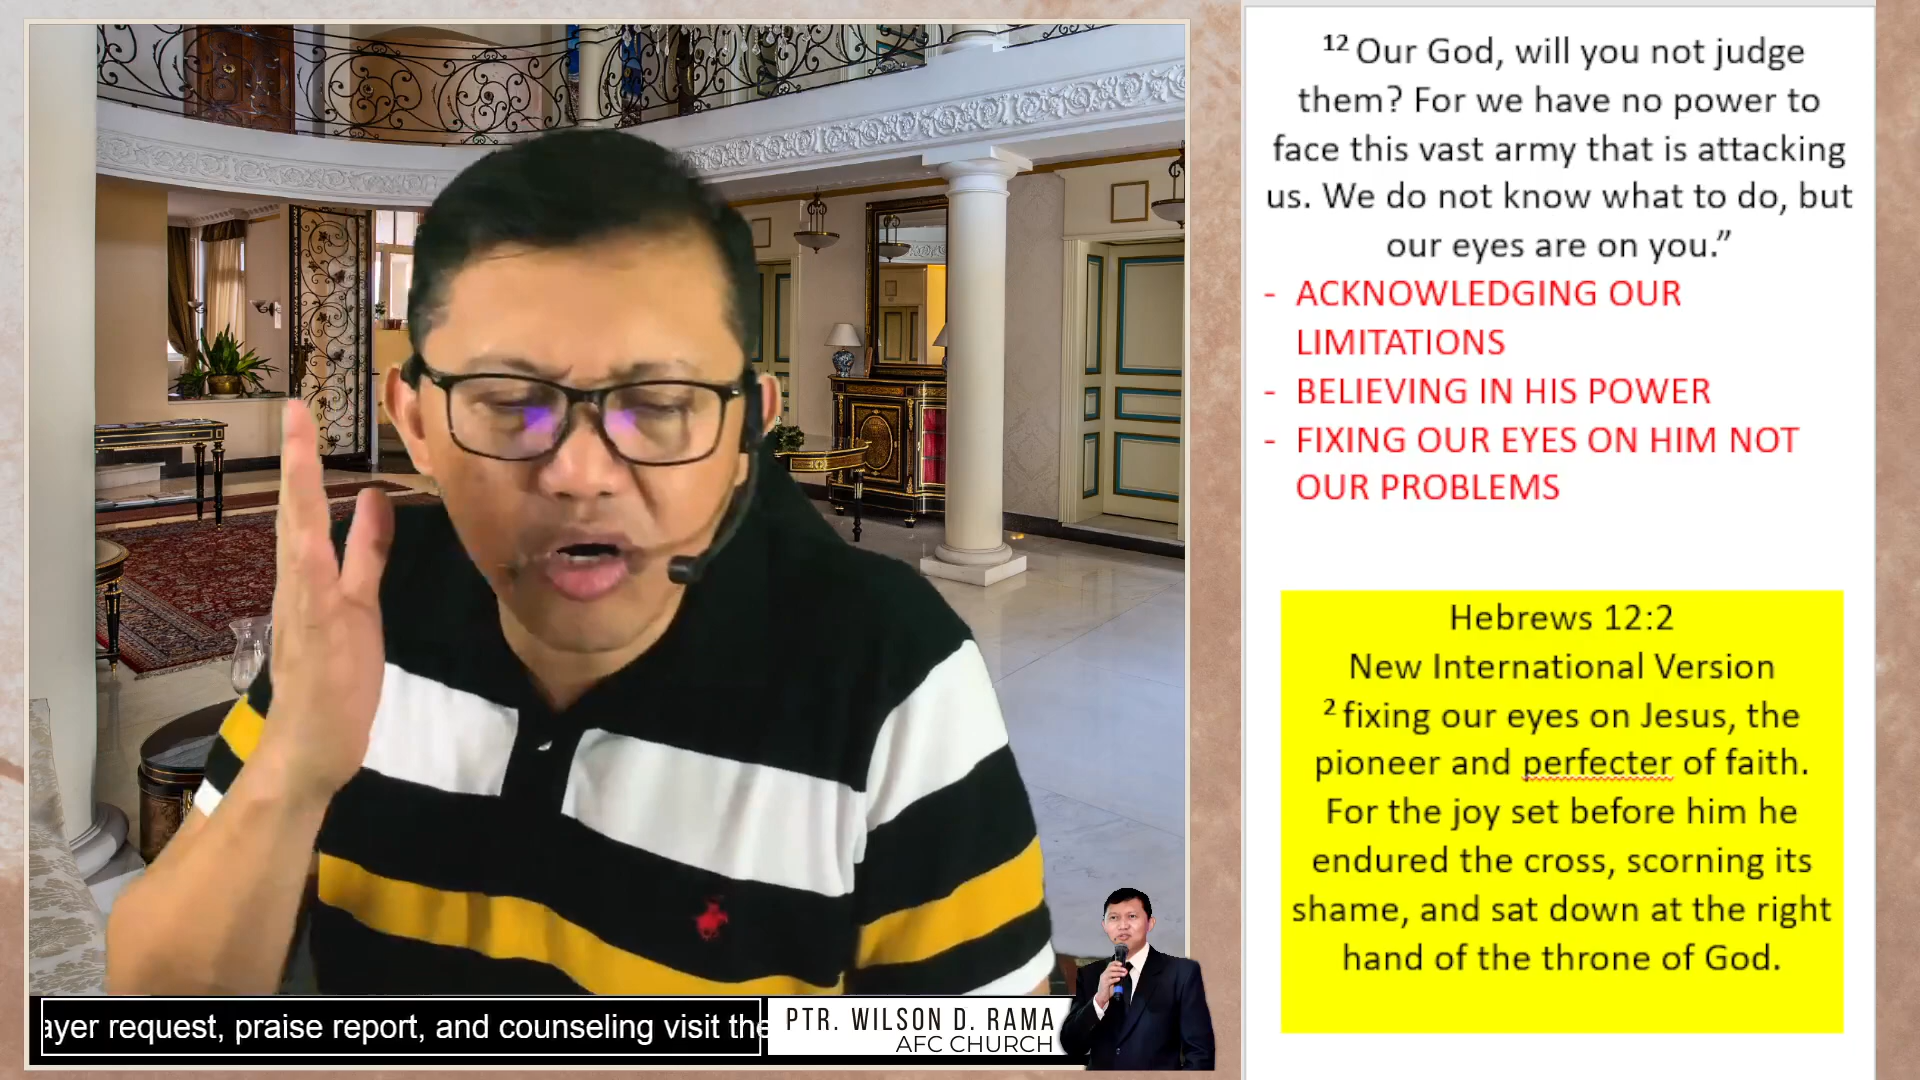 12 Our God, will you not judge
them? For we have no power to
face this vast army that is attacking
us. We do not know what to do, but
our eyes are on you.”
- ACKNOWLEDGING OUR
LIMITATIONS
- BELIEVING IN HIS POWER
- FIXING OUR EYES ON HIM NOT
OUR PROBLEMS
Hebrews 12:2
New International Version
2 fixing our eyes on Jesus, the
pioneer and perfecter of faith.
For the joy set before him he
endured the cross, scorning its
shame, and sat down at the right
hand of the throne of God.
ayer request, praise report, and counseling visit the
PTR. WILSON D. RAMA
AFC CHURCH